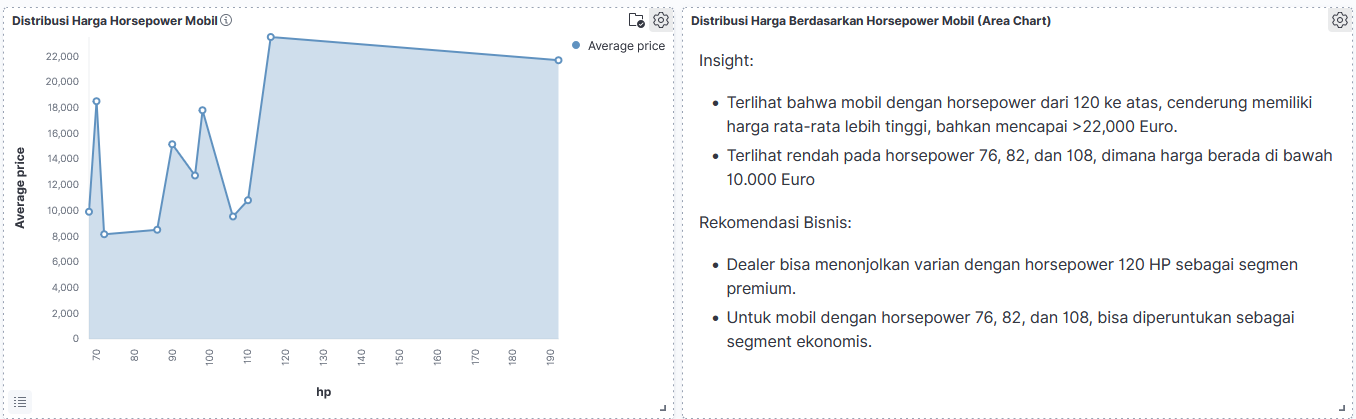 Distribusi Harga Horsepower Mobil
Average price
22,000
20,000
18,000
16,000
14,000
12,000
10,000
8,000
6,000
4,000
2,000
0
Average price
70
80
90
100
110
120
130
140
150
160
170
180
190
hp
Distribusi Harga Berdasarkan Horsepower Mobil (Area Chart)
Insight:
• Terlihat bahwa mobil dengan horsepower dari 120 ke atas, cenderung memiliki
harga rata-rata lebih tinggi, bahkan mencapai >22,000 Euro.
• Terlihat rendah pada horsepower 76, 82, dan 108, dimana harga berada di bawah
10.000 Euro
Rekomendasi Bisnis:
• Dealer bisa menonjolkan varian dengan horsepower 120 HP sebagai segmen
premium.
• Untuk mobil dengan horsepower 76, 82, dan 108, bisa diperuntukan sebagai
segment ekonomis.